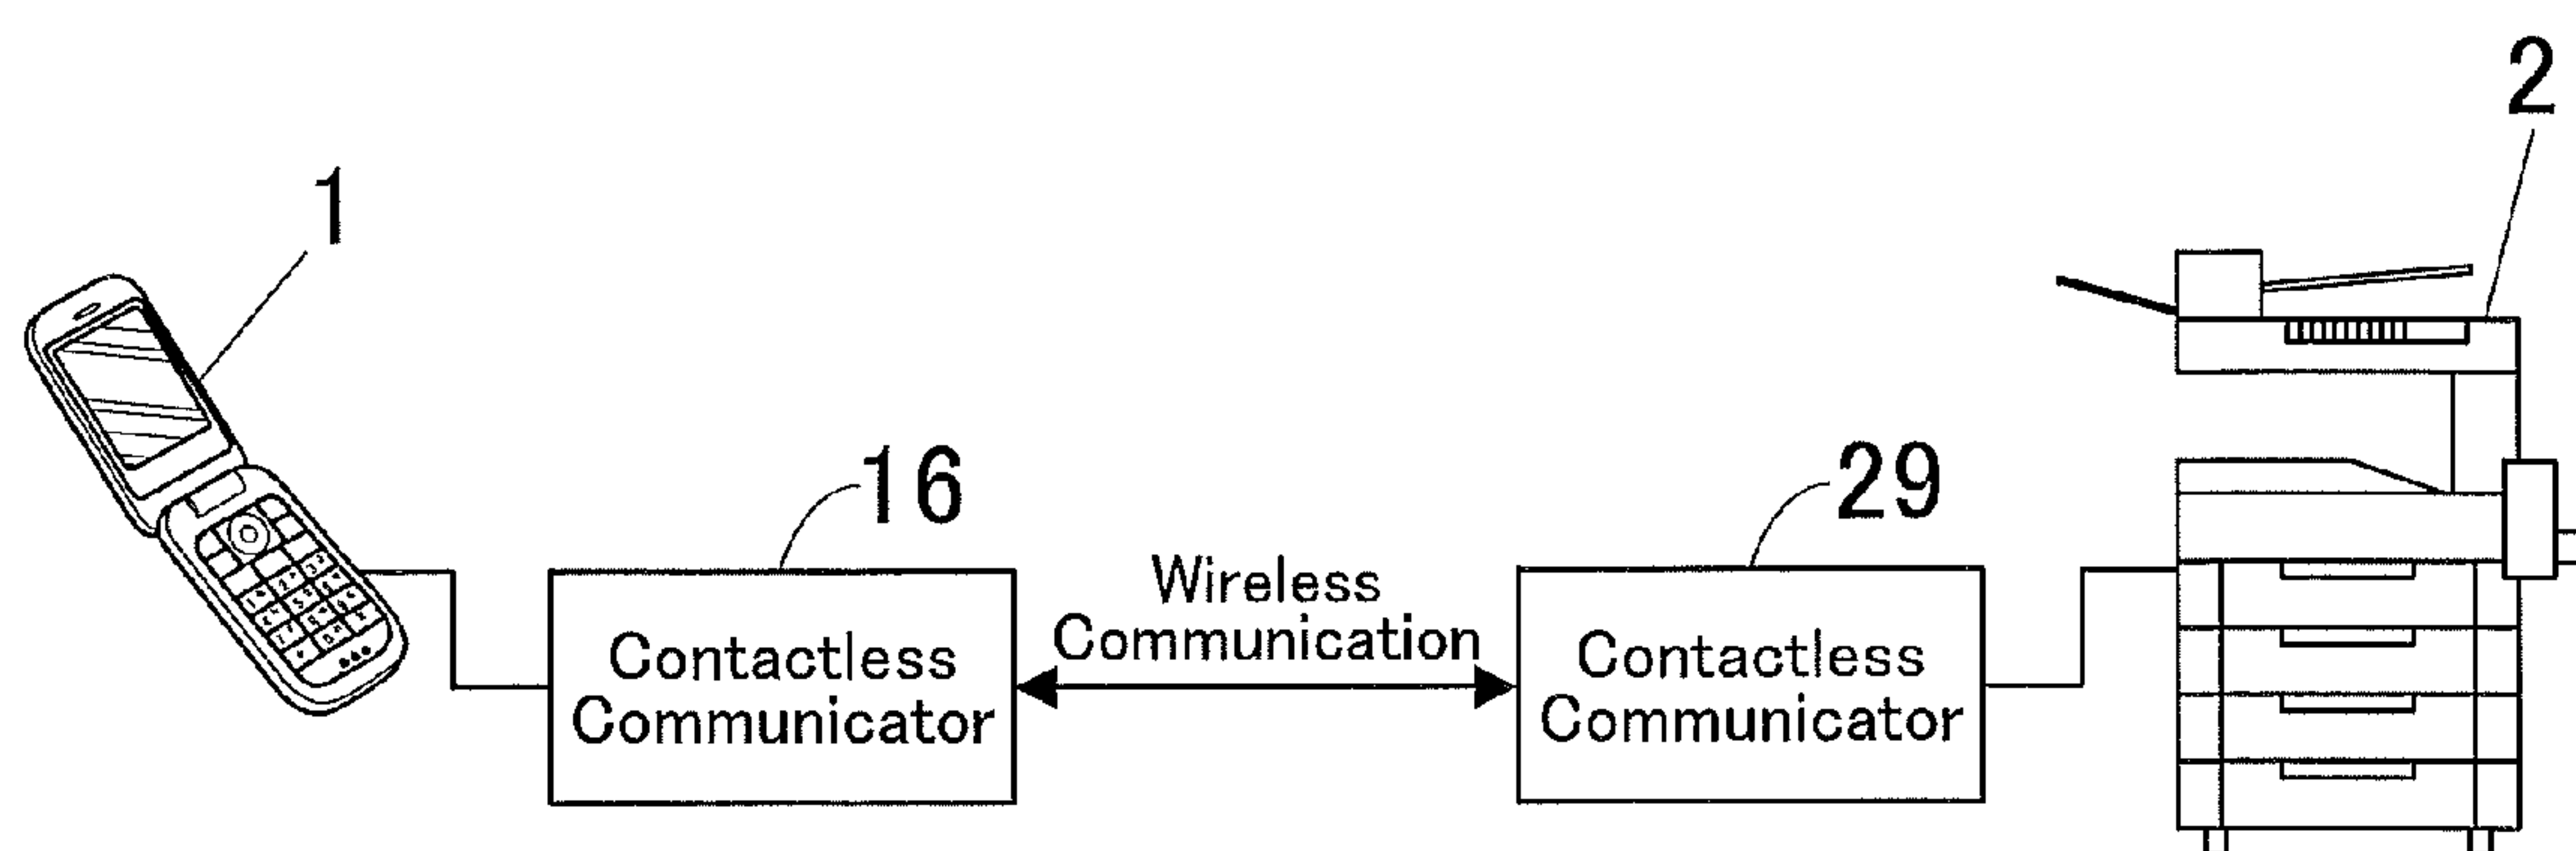 2
1
16
29
Wireless
Communication
Contactless
Communicator
Contactless
Communicator